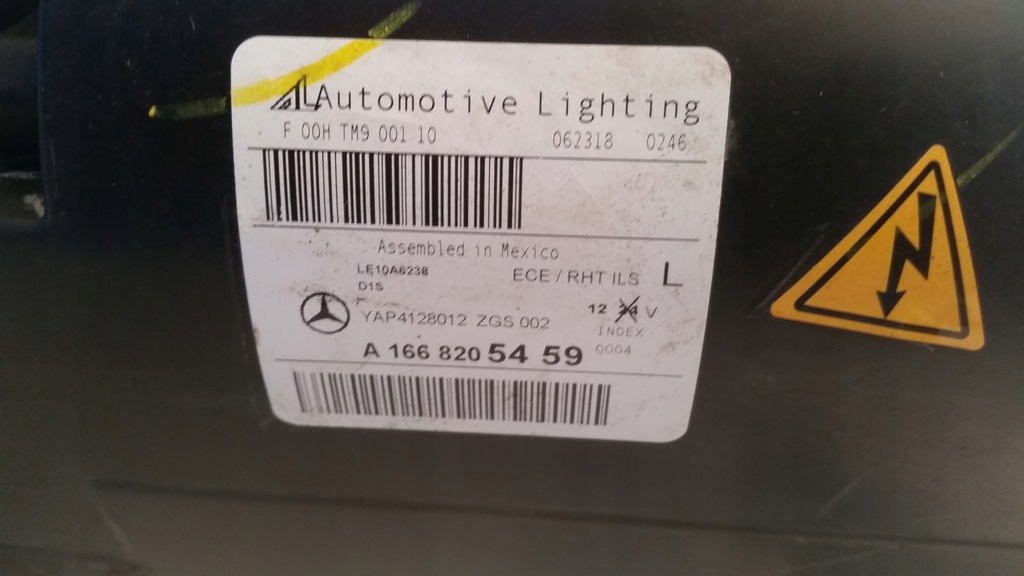 AL Automotive Lighting
F 00H TM9 001 10 062318 0246
Assembled in Mexico
LE10A6238 ECE / RHT ILS L
D1S
YAP4128012 ZGS 002 12 24 V
INDEX
A 166 820 54 59 0004